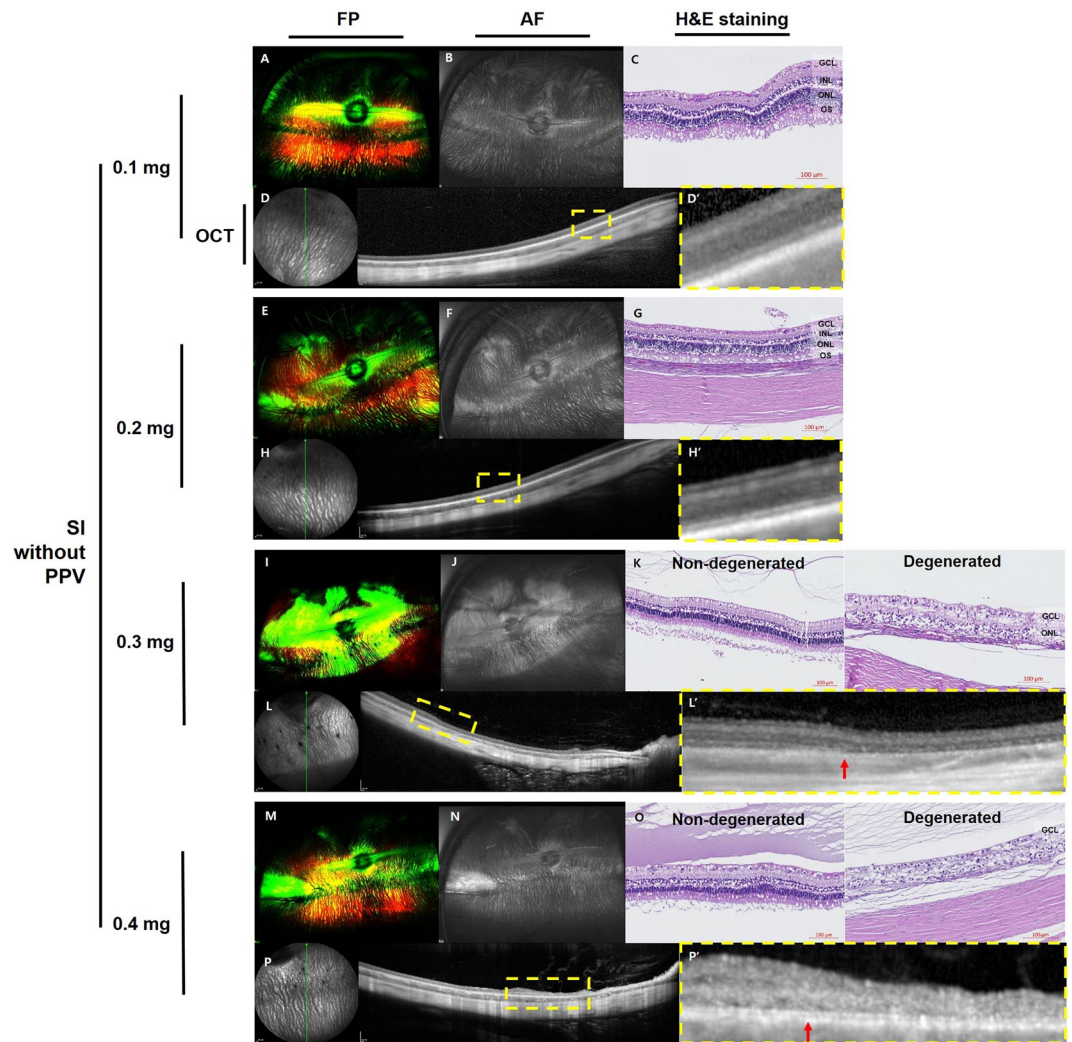 FP
AF
H&E staining
A
B
C
GCL
INL
ONL
OS
100 μm
0.1 mg
OCT
D
D'
E
F
G
GCL
INL
ONL
OS
100 μm
0.2 mg
H
H'
SI
without
PPV
I
J
K
Non-degenerated
Degenerated
GCL
ONL
100 μm
100 μm
0.3 mg
L
L'
M
N
O
Non-degenerated
Degenerated
GCL
100 μm
100 μm
0.4 mg
P
P'